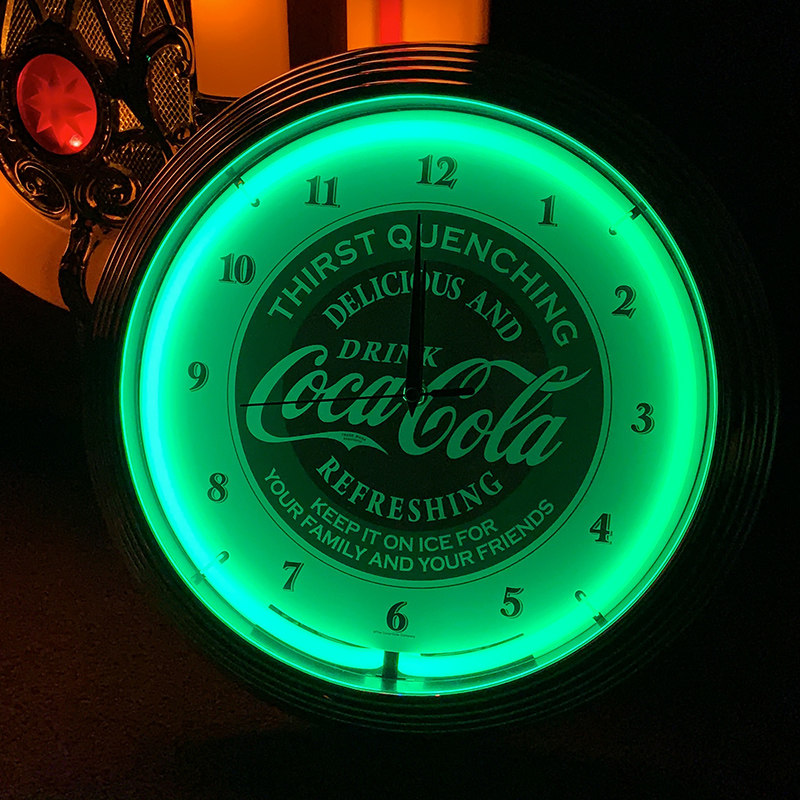 12
11
1
10
2
9
3
8
4
7
5
6
THIRST QUENCHING
DELICIOUS AND
DRINK
Coca-Cola
REFRESHING
KEEP IT ON ICE FOR
YOUR FAMILY AND YOUR FRIENDS